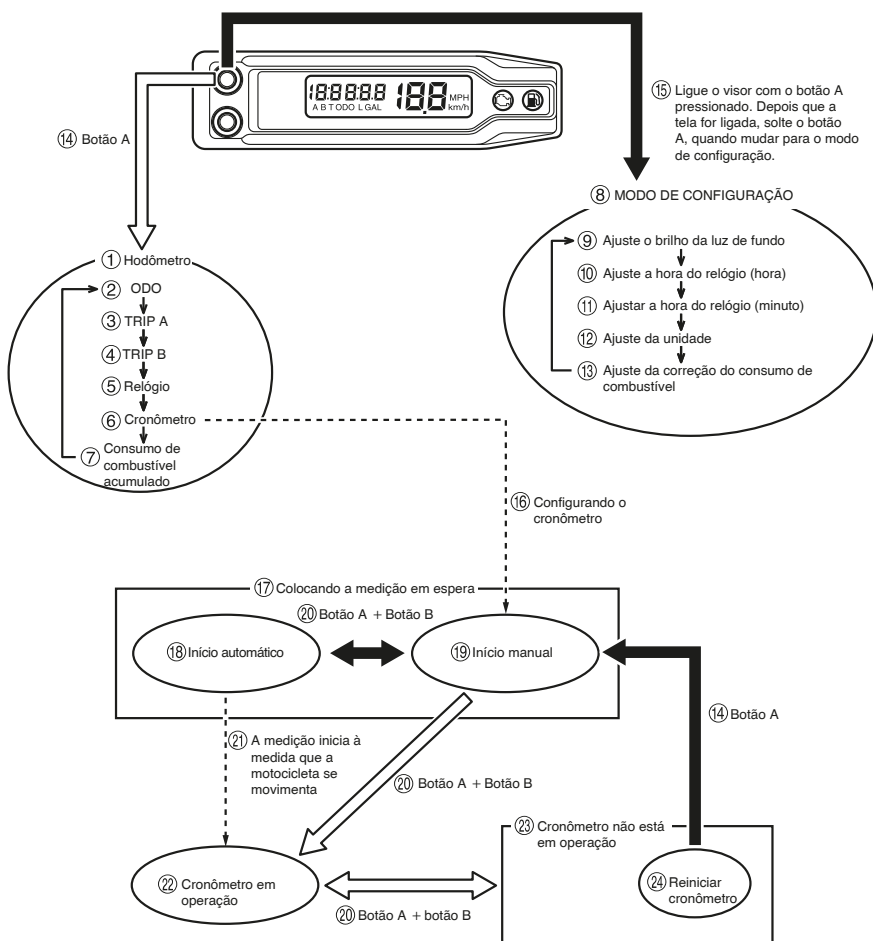 18:88:8.8 18.8 MPH
A B T ODO L GAL km/h
⑭ Botão A
⑮ Ligue o visor com o botão A
pressionado. Depois que a
tela for ligada, solte o botão
A, quando mudar para o modo
de configuração.
⑧ MODO DE CONFIGURAÇÃO
⑨ Ajuste o brilho da luz de fundo
⑩ Ajuste a hora do relógio (hora)
⑪ Ajustar a hora do relógio (minuto)
⑫ Ajuste da unidade
⑬ Ajuste da correção do consumo de
combustível
① Hodômetro
② ODO
③ TRIP A
④ TRIP B
⑤ Relógio
⑥ Cronômetro
⑦ Consumo de
combustível
acumulado
⑯ Configurando o
cronômetro
⑰ Colocando a medição em espera
⑳ Botão A + Botão B
⑱ Início automático
⑲ Início manual
⑭ Botão A
㉑ A medição inicia à
medida que a
motocicleta se
movimenta
⑳ Botão A + Botão B
㉓ Cronômetro não está
em operação
㉒ Cronômetro em
operação
⑳ Botão A + botão B
㉔ Reiniciar
cronômetro